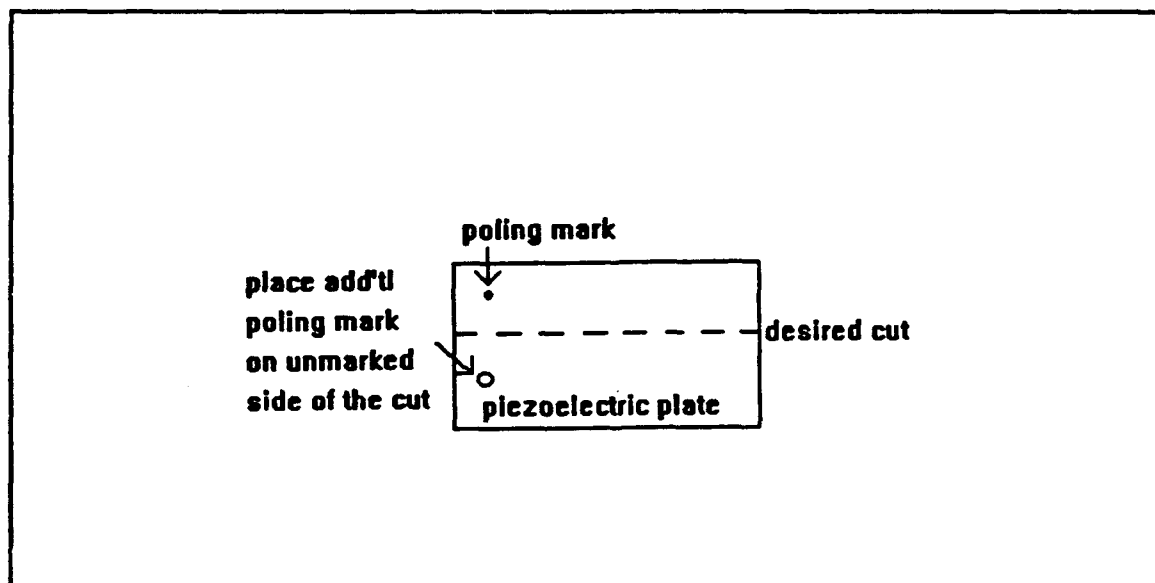 poling mark
place add'tl
poling mark
on unmarked
side of the cut
desired cut
piezoelectric plate